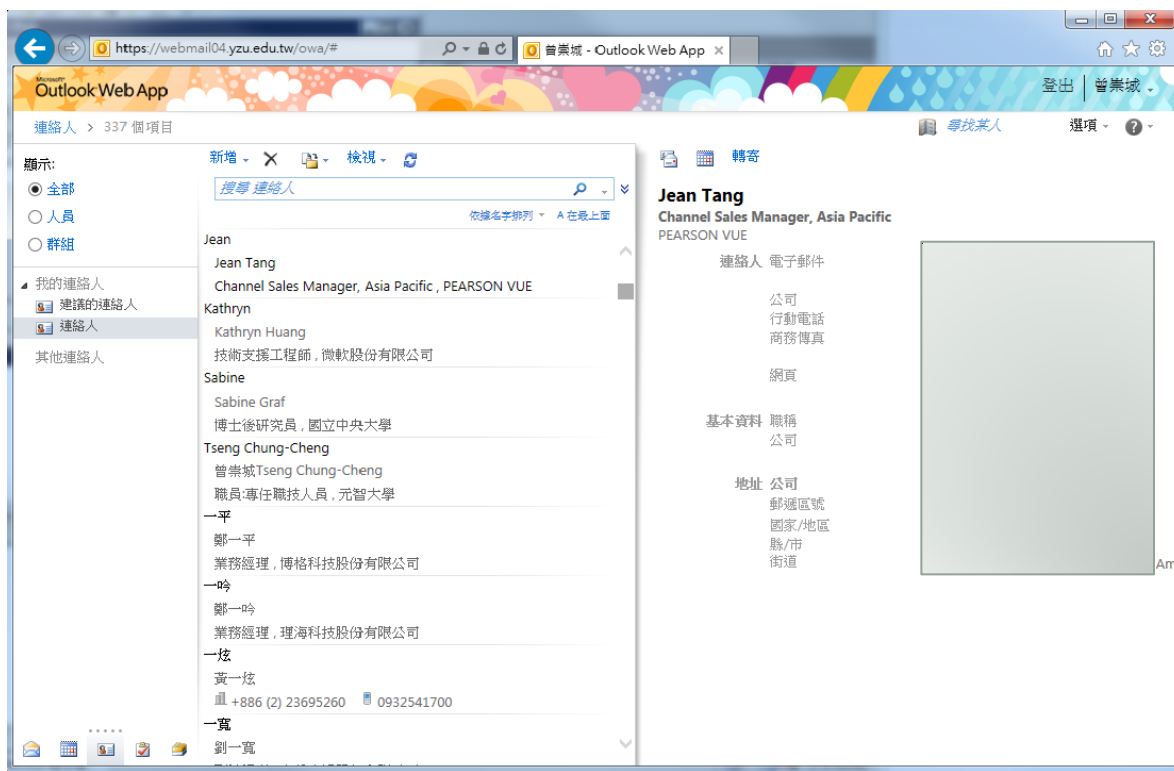 https://webmail04.yzu.edu.tw/owa/#
曾崇城 - Outlook Web App
Microsoft
Outlook Web App
登出
曾崇城
連絡人 > 337 個項目
尋找某人
選項
顯示:
全部
人員
群組
我的連絡人
建議的連絡人
連絡人
其他連絡人
新增
檢視
搜尋 連絡人
依據名字排列 A 在最上面
Jean
Jean Tang
Channel Sales Manager, Asia Pacific , PEARSON VUE
Kathryn
Kathryn Huang
技術支援工程師 , 微軟股份有限公司
Sabine
Sabine Graf
博士後研究員 , 國立中央大學
Tseng Chung-Cheng
曾崇城Tseng Chung-Cheng
職員:專任職技人員 , 元智大學
一平
鄭一平
業務經理 , 博格科技股份有限公司
一吟
鄭一吟
業務經理 , 理海科技股份有限公司
一炫
黃一炫
+886 (2) 23695260 0932541700
一寬
劉一寬
轉寄
Jean Tang
Channel Sales Manager, Asia Pacific
PEARSON VUE
連絡人 電子郵件
公司
行動電話
商務傳真
網頁
基本資料 職稱
公司
地址 公司
郵遞區號
國家/地區
縣/市
街道
Am